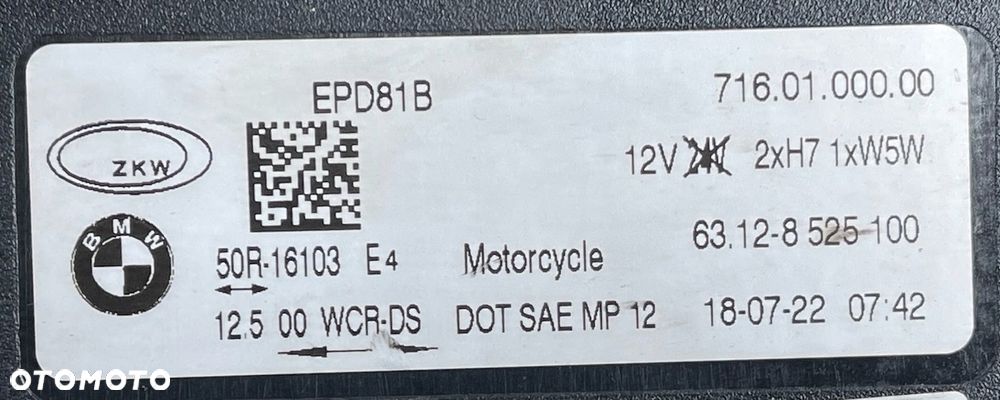 EPD81B
716.01.000.00
ZKW
12V 24V 2xH7 1xW5W
BMW
63.12-8 525 100
50R-16103 E4 Motorcycle
12.5 00 WCR-DS DOT SAE MP 12 18-07-22 07:42
OTOMOTO